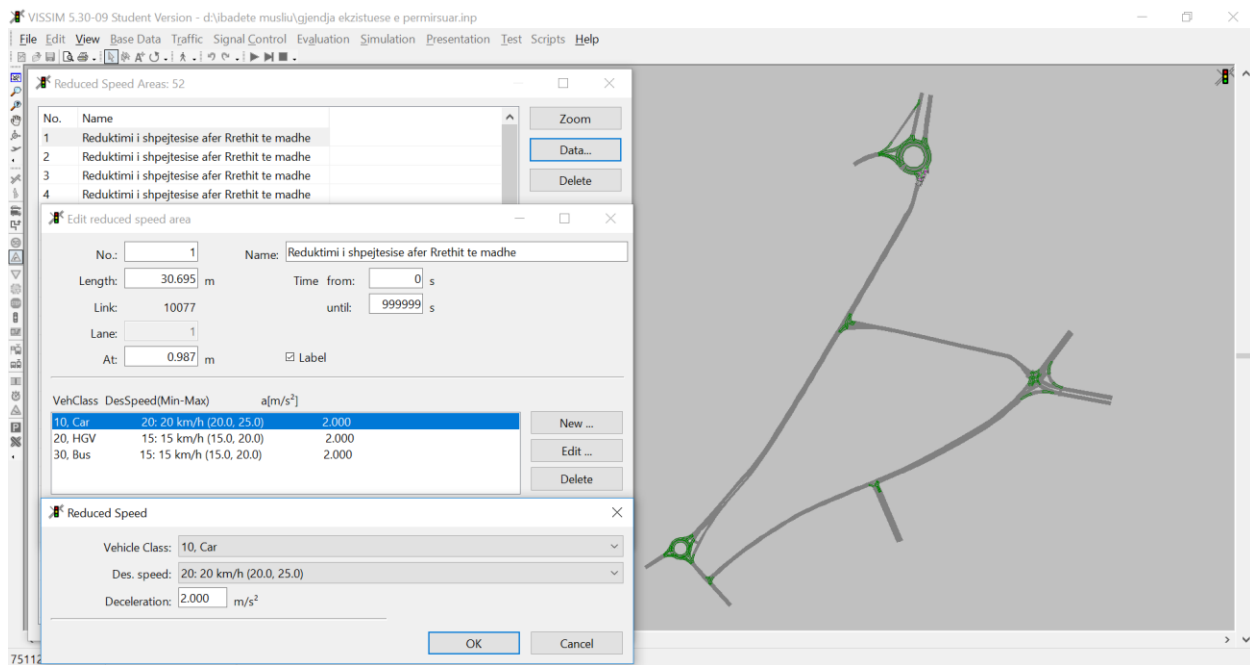 VISSIM 5.30-09 Student Version - d:\ibadete musliu\gjendja ekzistuese e permirsuar.inp
File Edit View Base Data Traffic Signal Control Evaluation Simulation Presentation Test Scripts Help
Reduced Speed Areas: 52
No. Name
1 Reduktimi i shpejtesise afer Rrethit te madhe
2 Reduktimi i shpejtesise afer Rrethit te madhe
3 Reduktimi i shpejtesise afer Rrethit te madhe
4 Reduktimi i shpejtesise afer Rrethit te madhe
Zoom
Data...
Delete
Edit reduced speed area
No.: 1 Name: Reduktimi i shpejtesise afer Rrethit te madhe
Length: 30.695 m Time from: 0 s
Link: 10077 until: 999999 s
Lane: 1
At: 0.987 m Label
VehClass DesSpeed(Min-Max) a[m/s²]
10, Car 20: 20 km/h (20.0, 25.0) 2.000
20, HGV 15: 15 km/h (15.0, 20.0) 2.000
30, Bus 15: 15 km/h (15.0, 20.0) 2.000
New ...
Edit ...
Delete
Reduced Speed
Vehicle Class: 10, Car
Des. speed: 20: 20 km/h (20.0, 25.0)
Deceleration: 2.000 m/s²
OK Cancel
7511